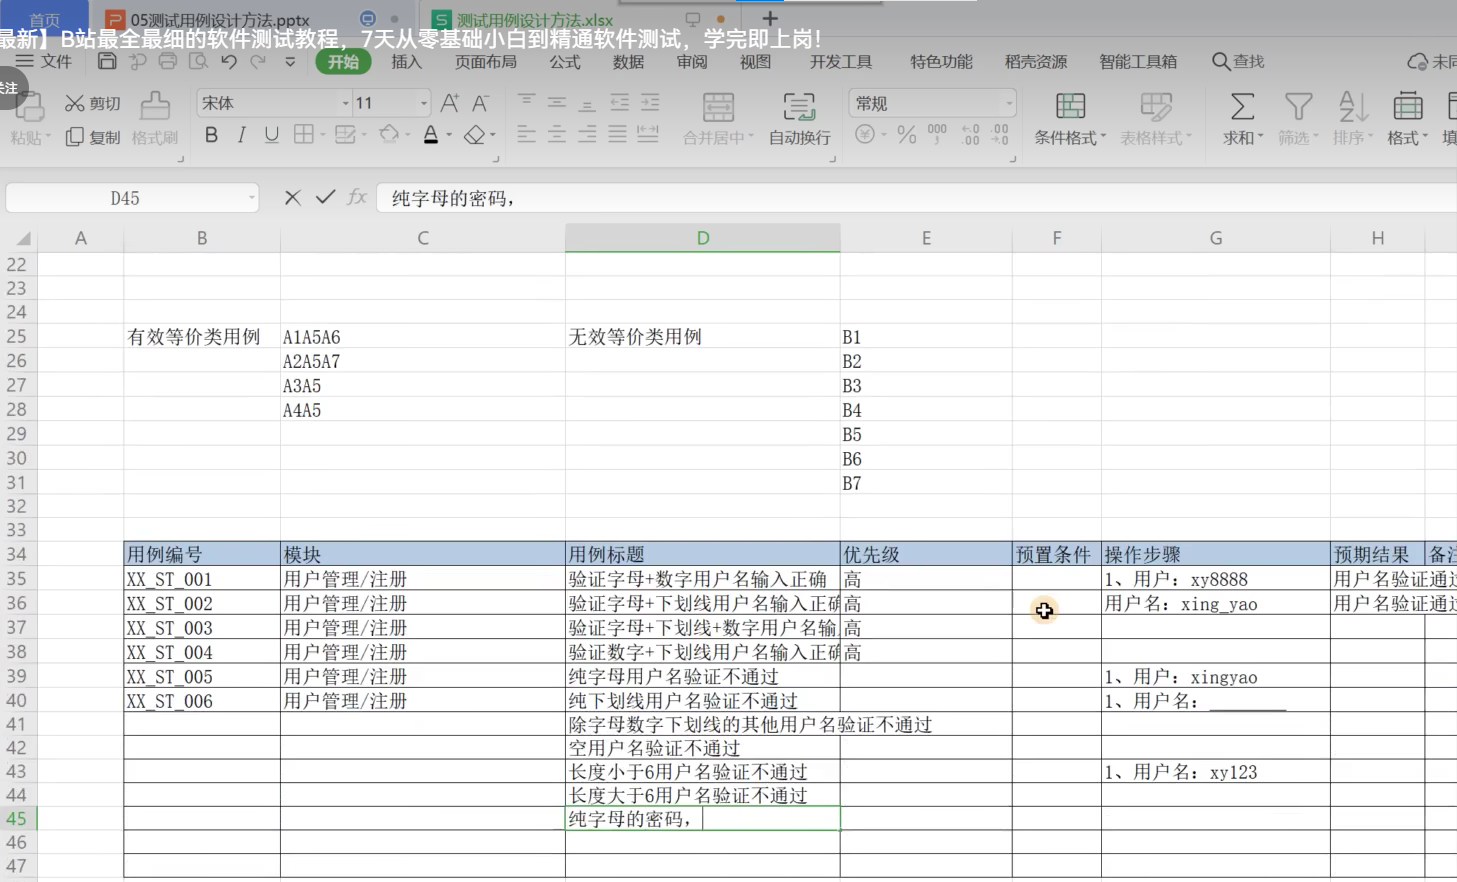 首页 05测试用例设计方法.pptx 测试用例设计方法.xlsx
最新】B站最全最细的软件测试教程，7天从零基础小白到精通软件测试，学完即上岗！
文件 开始 插入 页面布局 公式 数据 审阅 视图 开发工具 特色功能 稻壳资源 智能工具箱 查找 未同
关注
剪切 宋体 11 常规
粘贴 复制 格式刷 B I U A 合并居中 自动换行 条件格式 表格样式 求和 筛选 排序 格式 填
D45 fx 纯字母的密码，
A B C D E F G H
22
23
24
25 有效等价类用例 A1A5A6 无效等价类用例 B1
26 A2A5A7 B2
27 A3A5 B3
28 A4A5 B4
29 B5
30 B6
31 B7
32
33
34 用例编号 模块 用例标题 优先级 预置条件 操作步骤 预期结果 备注
35 XX_ST_001 用户管理/注册 验证字母+数字用户名输入正确 高 1、用户：xy8888 用户名验证通过
36 XX_ST_002 用户管理/注册 验证字母+下划线用户名输入正确 高 用户名：xing_yao 用户名验证通过
37 XX_ST_003 用户管理/注册 验证字母+下划线+数字用户名输 高
38 XX_ST_004 用户管理/注册 验证数字+下划线用户名输入正确 高
39 XX_ST_005 用户管理/注册 纯字母用户名验证不通过 1、用户：xingyao
40 XX_ST_006 用户管理/注册 纯下划线用户名验证不通过 1、用户名：________
41 除字母数字下划线的其他用户名验证不通过
42 空用户名验证不通过
43 长度小于6用户名验证不通过 1、用户名：xy123
44 长度大于6用户名验证不通过
45 纯字母的密码，
46
47